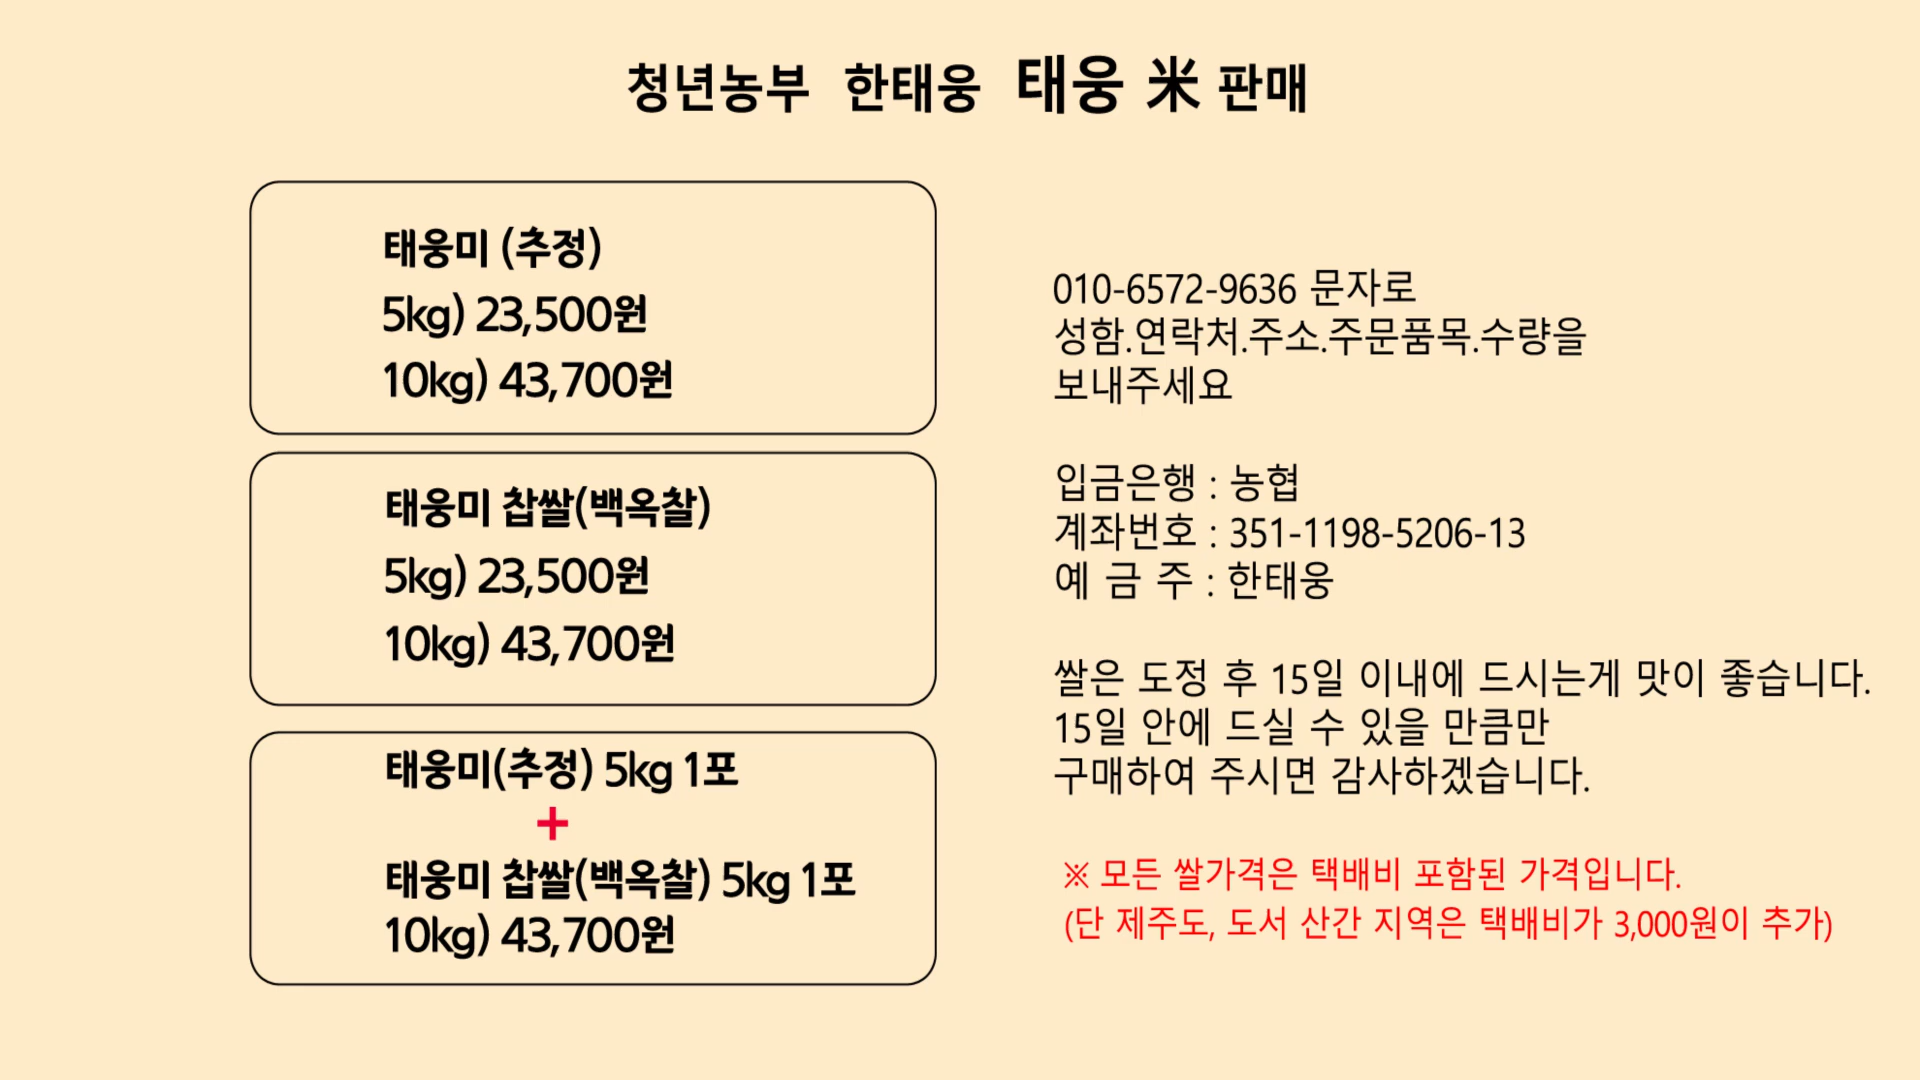 청년농부 한태웅 태웅 米 판매
태웅미 (추정)
5kg) 23,500원
10kg) 43,700원
태웅미 찹쌀(백옥찰)
5kg) 23,500원
10kg) 43,700원
태웅미(추정) 5kg 1포
+
태웅미 찹쌀(백옥찰) 5kg 1포
10kg) 43,700원
010-6572-9636 문자로
성함.연락처.주소.주문품목.수량을
보내주세요
입금은행 : 농협
계좌번호 : 351-1198-5206-13
예 금 주 : 한태웅
쌀은 도정 후 15일 이내에 드시는게 맛이 좋습니다.
15일 안에 드실 수 있을 만큼만
구매하여 주시면 감사하겠습니다.
※ 모든 쌀가격은 택배비 포함된 가격입니다.
(단 제주도, 도서 산간 지역은 택배비가 3,000원이 추가)